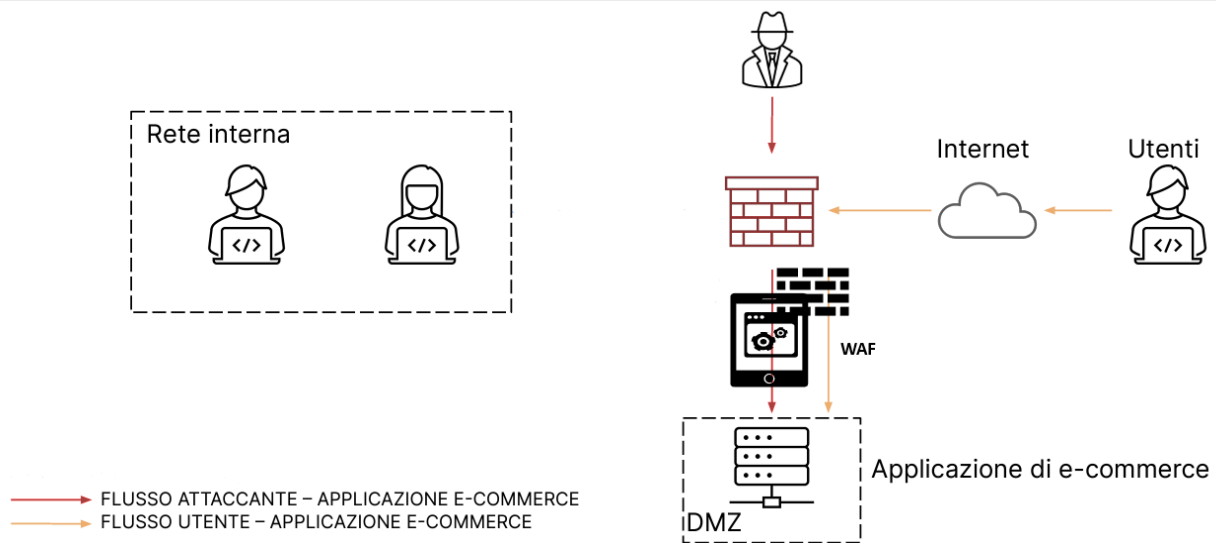 Rete interna
</>
</>
Internet
Utenti
</>
WAF
Applicazione di e-commerce
DMZ
FLUSSO ATTACCANTE – APPLICAZIONE E-COMMERCE
FLUSSO UTENTE – APPLICAZIONE E-COMMERCE